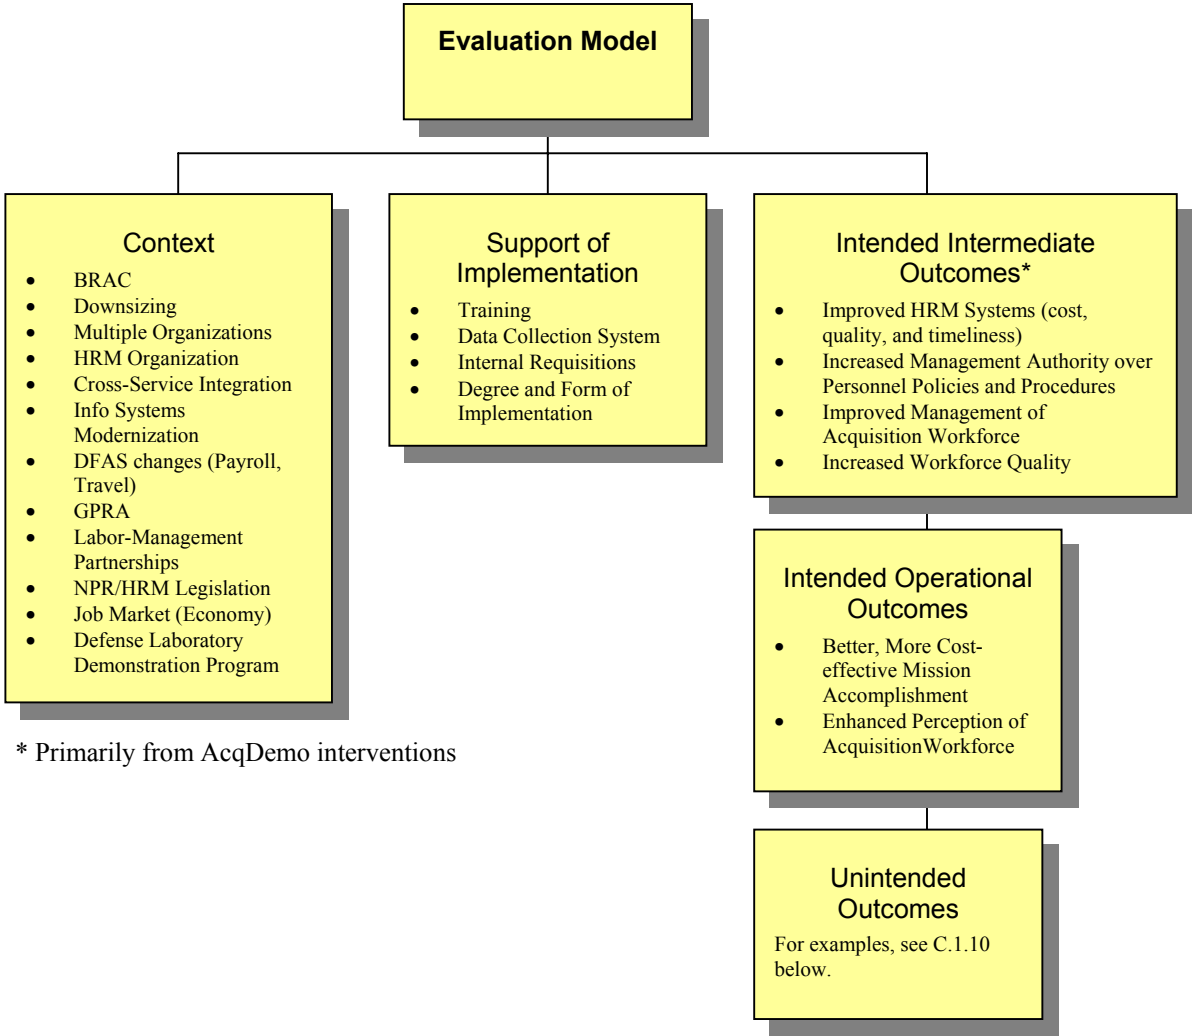 Evaluation Model
Context
• BRAC
• Downsizing
• Multiple Organizations
• HRM Organization
• Cross-Service Integration
• Info Systems
Modernization
• DFAS changes (Payroll,
Travel)
• GPRA
• Labor-Management
Partnerships
• NPR/HRM Legislation
• Job Market (Economy)
• Defense Laboratory
Demonstration Program
Support of
Implementation
• Training
• Data Collection System
• Internal Requisitions
• Degree and Form of
Implementation
Intended Intermediate
Outcomes*
• Improved HRM Systems (cost,
quality, and timeliness)
• Increased Management Authority over
Personnel Policies and Procedures
• Improved Management of
Acquisition Workforce
• Increased Workforce Quality
Intended Operational
Outcomes
• Better, More Cost-
effective Mission
Accomplishment
• Enhanced Perception of
AcquisitionWorkforce
Unintended
Outcomes
For examples, see C.1.10
below.
* Primarily from AcqDemo interventions